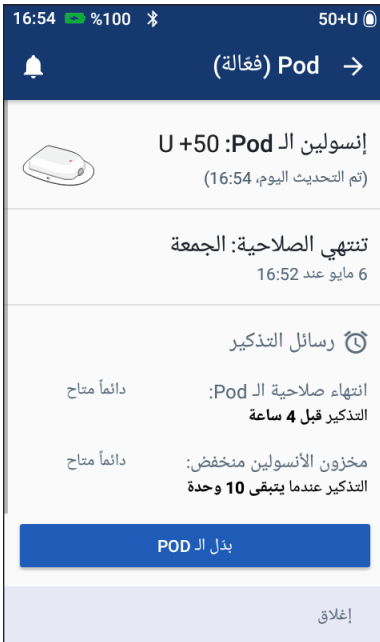 16:54 %100 50+U
Pod (فعّالة)
إنسولين الـ Pod: ‏50+ U
(تم التحديث اليوم، 16:54)
تنتهي الصلاحية: الجمعة
6 مايو عند 16:52
رسائل التذكير
انتهاء صلاحية الـ Pod: دائماً متاح
التذكير قبل 4 ساعة
مخزون الأنسولين منخفض: دائماً متاح
التذكير عندما يتبقى 10 وحدة
بدّل الـ POD
إغلاق